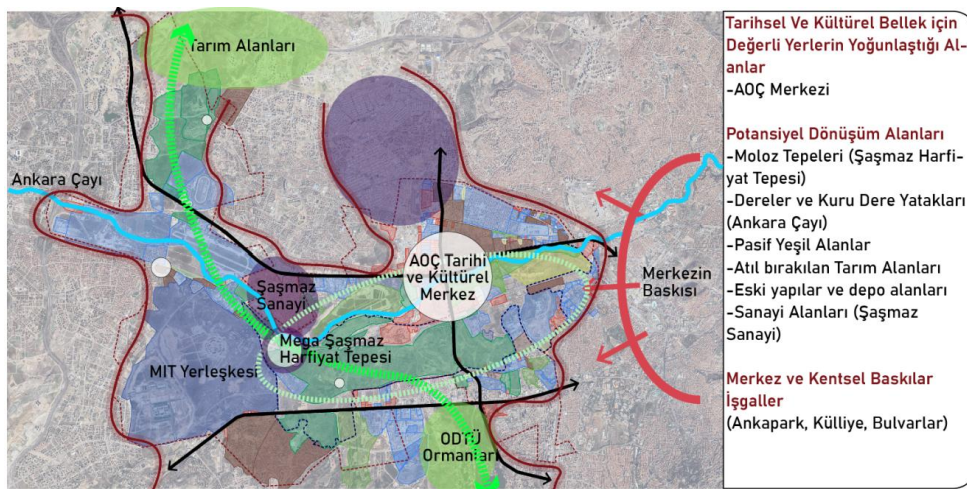 Tarım Alanları
Ankara Çayı
AOÇ Tarihi
ve Kültürel
Merkez
Merkezin
Baskısı
Şaşmaz
Sanayi
Mega Şaşmaz
Harfiyat Tepesi
MIT Yerleşkesi
ODTÜ
Ormanları
Tarihsel Ve Kültürel Bellek için
Değerli Yerlerin Yoğunlaştığı Al-
anlar
-AOÇ Merkezi
Potansiyel Dönüşüm Alanları
-Moloz Tepeleri (Şaşmaz Harfi-
yat Tepesi)
-Dereler ve Kuru Dere Yatakları
(Ankara Çayı)
-Pasif Yeşil Alanlar
-Atıl bırakılan Tarım Alanları
-Eski yapılar ve depo alanları
-Sanayi Alanları (Şaşmaz
Sanayi)
Merkez ve Kentsel Baskılar
İşgaller
(Ankapark, Külliye, Bulvarlar)